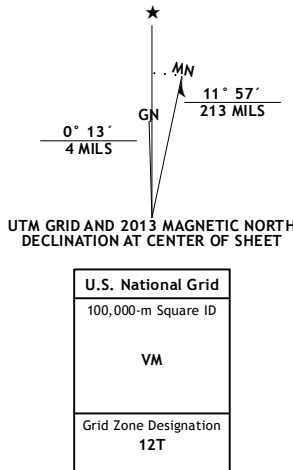 ★
MN
GN
0° 13´
4 MILS
11° 57´
213 MILS
UTM GRID AND 2013 MAGNETIC NORTH
DECLINATION AT CENTER OF SHEET
U.S. National Grid
100,000-m Square ID
VM
Grid Zone Designation
12T